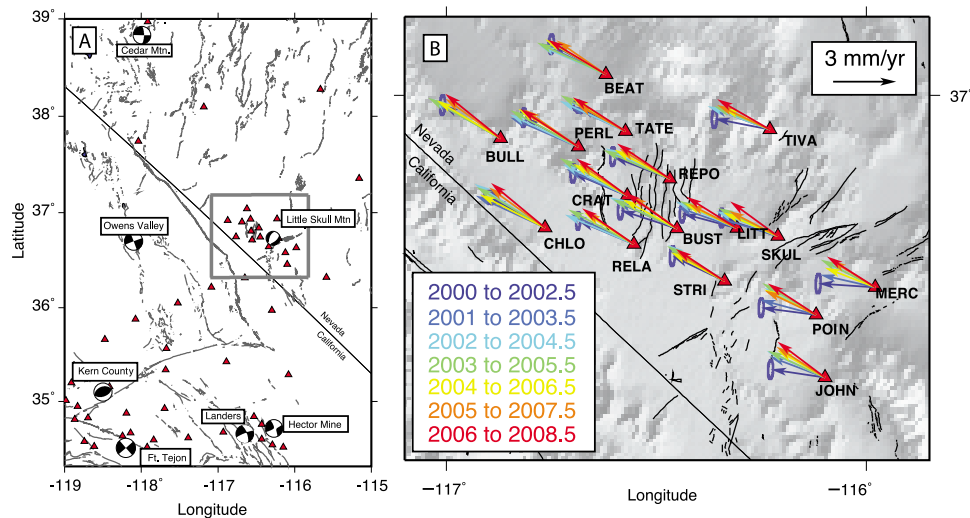 39°
38°
37°
36°
35°
Latitude
-119
-118
-117
-116
-115
Longitude
A
Cedar Mtn.
Owens Valley
Little Skull Mtn
Nevada
California
Kern County
Landers
Hector Mine
Ft. Tejon
B
3 mm/yr
37°
BEAT
BULL
PERL
TATE
TIVA
Nevada
California
REPO
CRAT
CHLO
RELA
BUST
LITT
SKUL
STRI
MERC
POIN
JOHN
2000 to 2002.5
2001 to 2003.5
2002 to 2004.5
2003 to 2005.5
2004 to 2006.5
2005 to 2007.5
2006 to 2008.5
−117°
Longitude
−116°